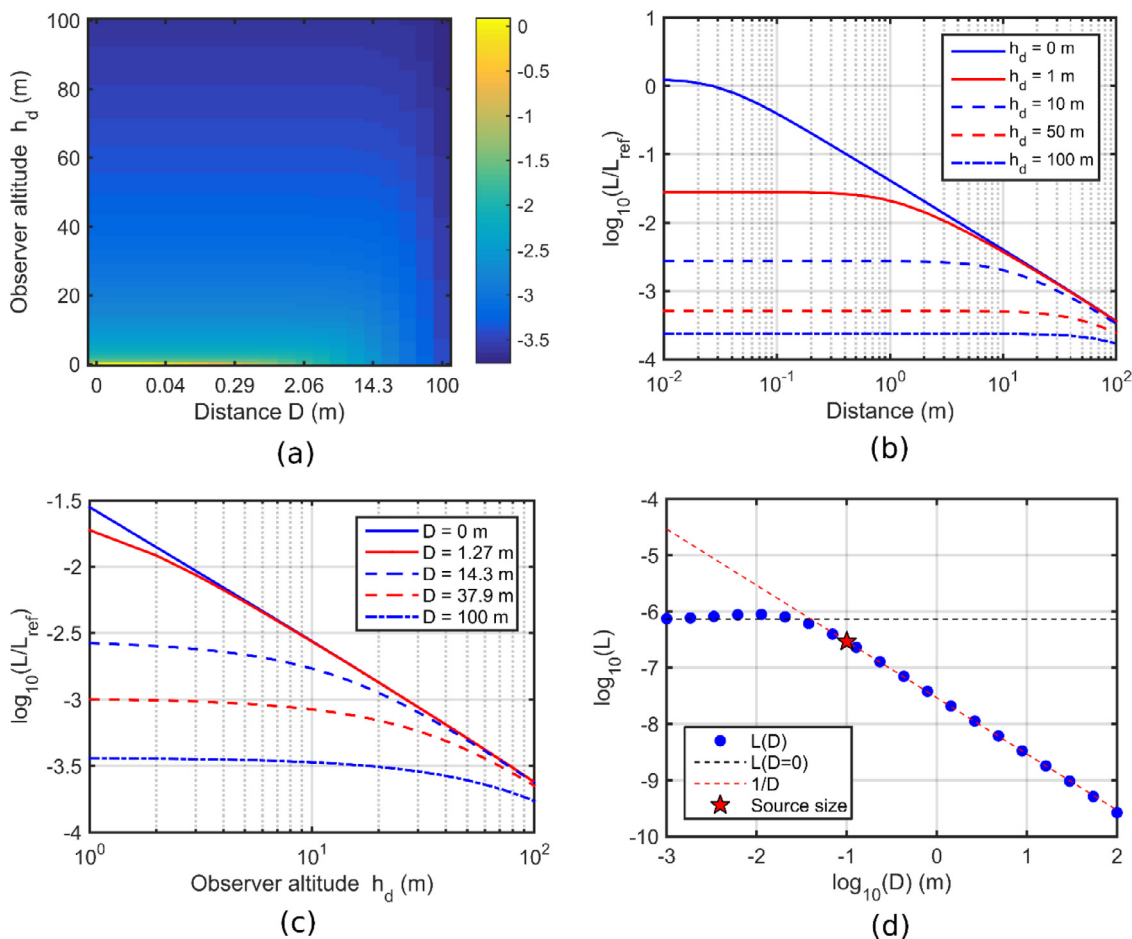 100
80
60
40
20
0
Observer altitude h_d (m)
0 0.04 0.29 2.06 14.3 100
Distance D (m)
0
-0.5
-1
-1.5
-2
-2.5
-3
-3.5
(a)
1
0
-1
-2
-3
-4
log10(L/Lref)
h_d = 0 m
h_d = 1 m
h_d = 10 m
h_d = 50 m
h_d = 100 m
10^-2 10^-1 10^0 10^1 10^2
Distance (m)
(b)
-1.5
-2
-2.5
-3
-3.5
-4
log10(L/Lref)
D = 0 m
D = 1.27 m
D = 14.3 m
D = 37.9 m
D = 100 m
10^0 10^1 10^2
Observer altitude h_d (m)
(c)
-4
-5
-6
-7
-8
-9
-10
log10(L)
L(D)
L(D=0)
1/D
Source size
-3 -2 -1 0 1 2
log10(D) (m)
(d)